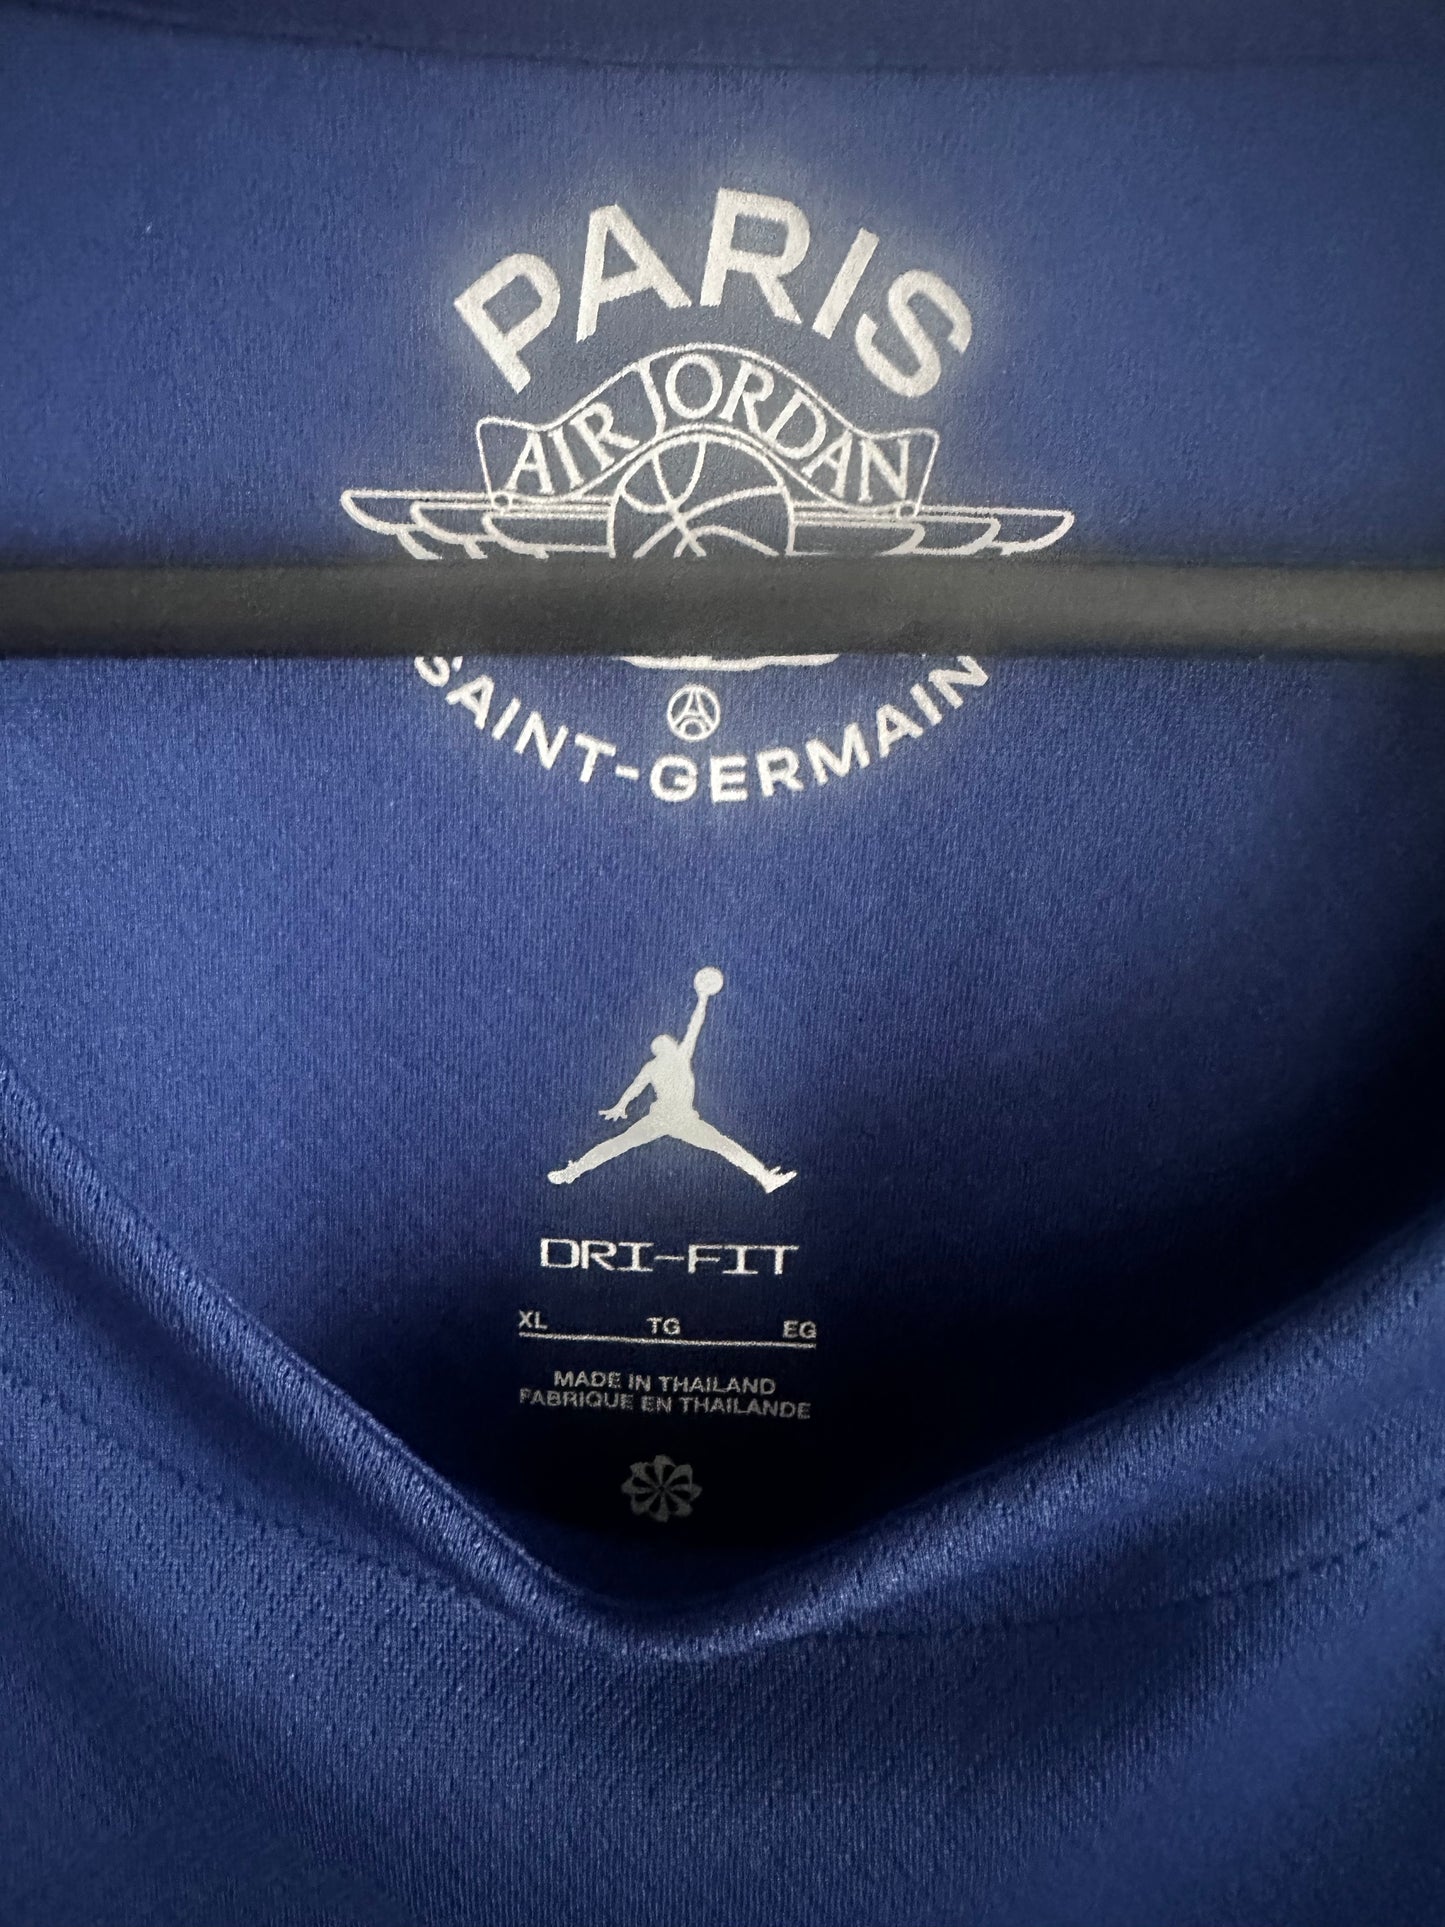 PARIS
AIR JORDAN
SAINT-GERMAIN
DRI-FIT
XL TG EG
MADE IN THAILAND
FABRIQUE EN THAILANDE